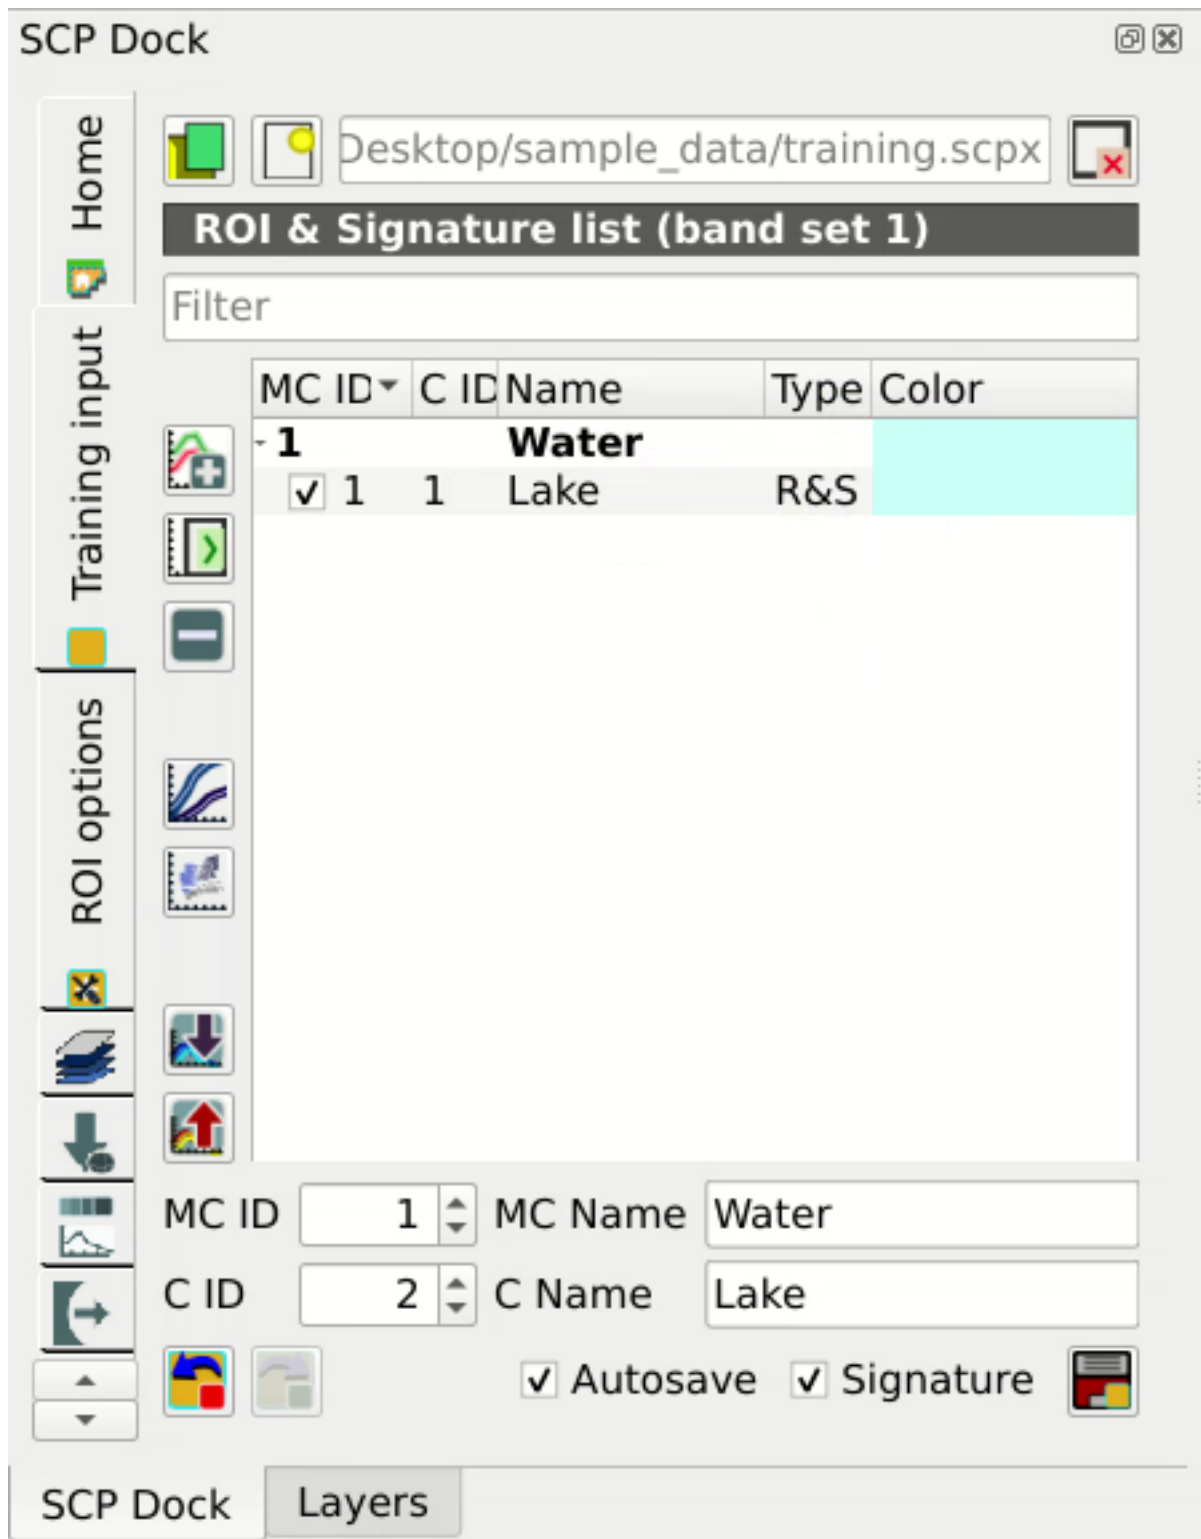 SCP Dock
Home
Desktop/sample_data/training.scpx
ROI & Signature list (band set 1)
Filter
Training input
MC ID C ID Name Type Color
1 Water
1 1 Lake R&S
ROI options
MC ID 1 MC Name Water
C ID 2 C Name Lake
Autosave Signature
SCP Dock Layers